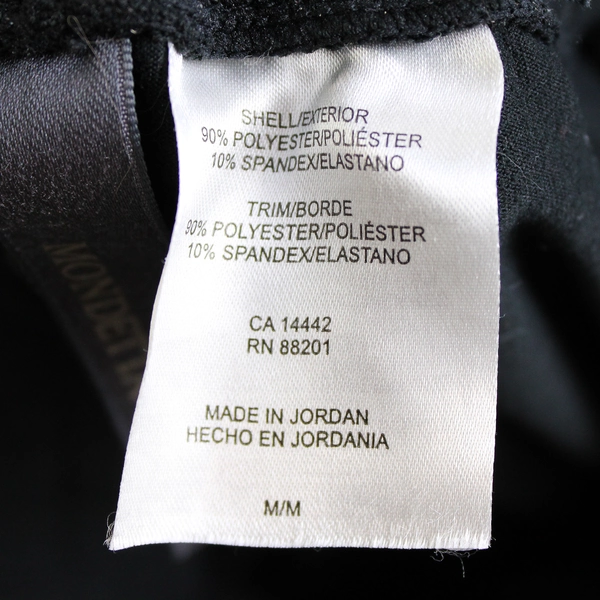 SHELL/EXTERIOR
90% POLYESTER/POLIÉSTER
10% SPANDEX/ELASTANO
TRIM/BORDE
90% POLYESTER/POLIÉSTER
10% SPANDEX/ELASTANO
CA 14442
RN 88201
MADE IN JORDAN
HECHO EN JORDANIA
M/M